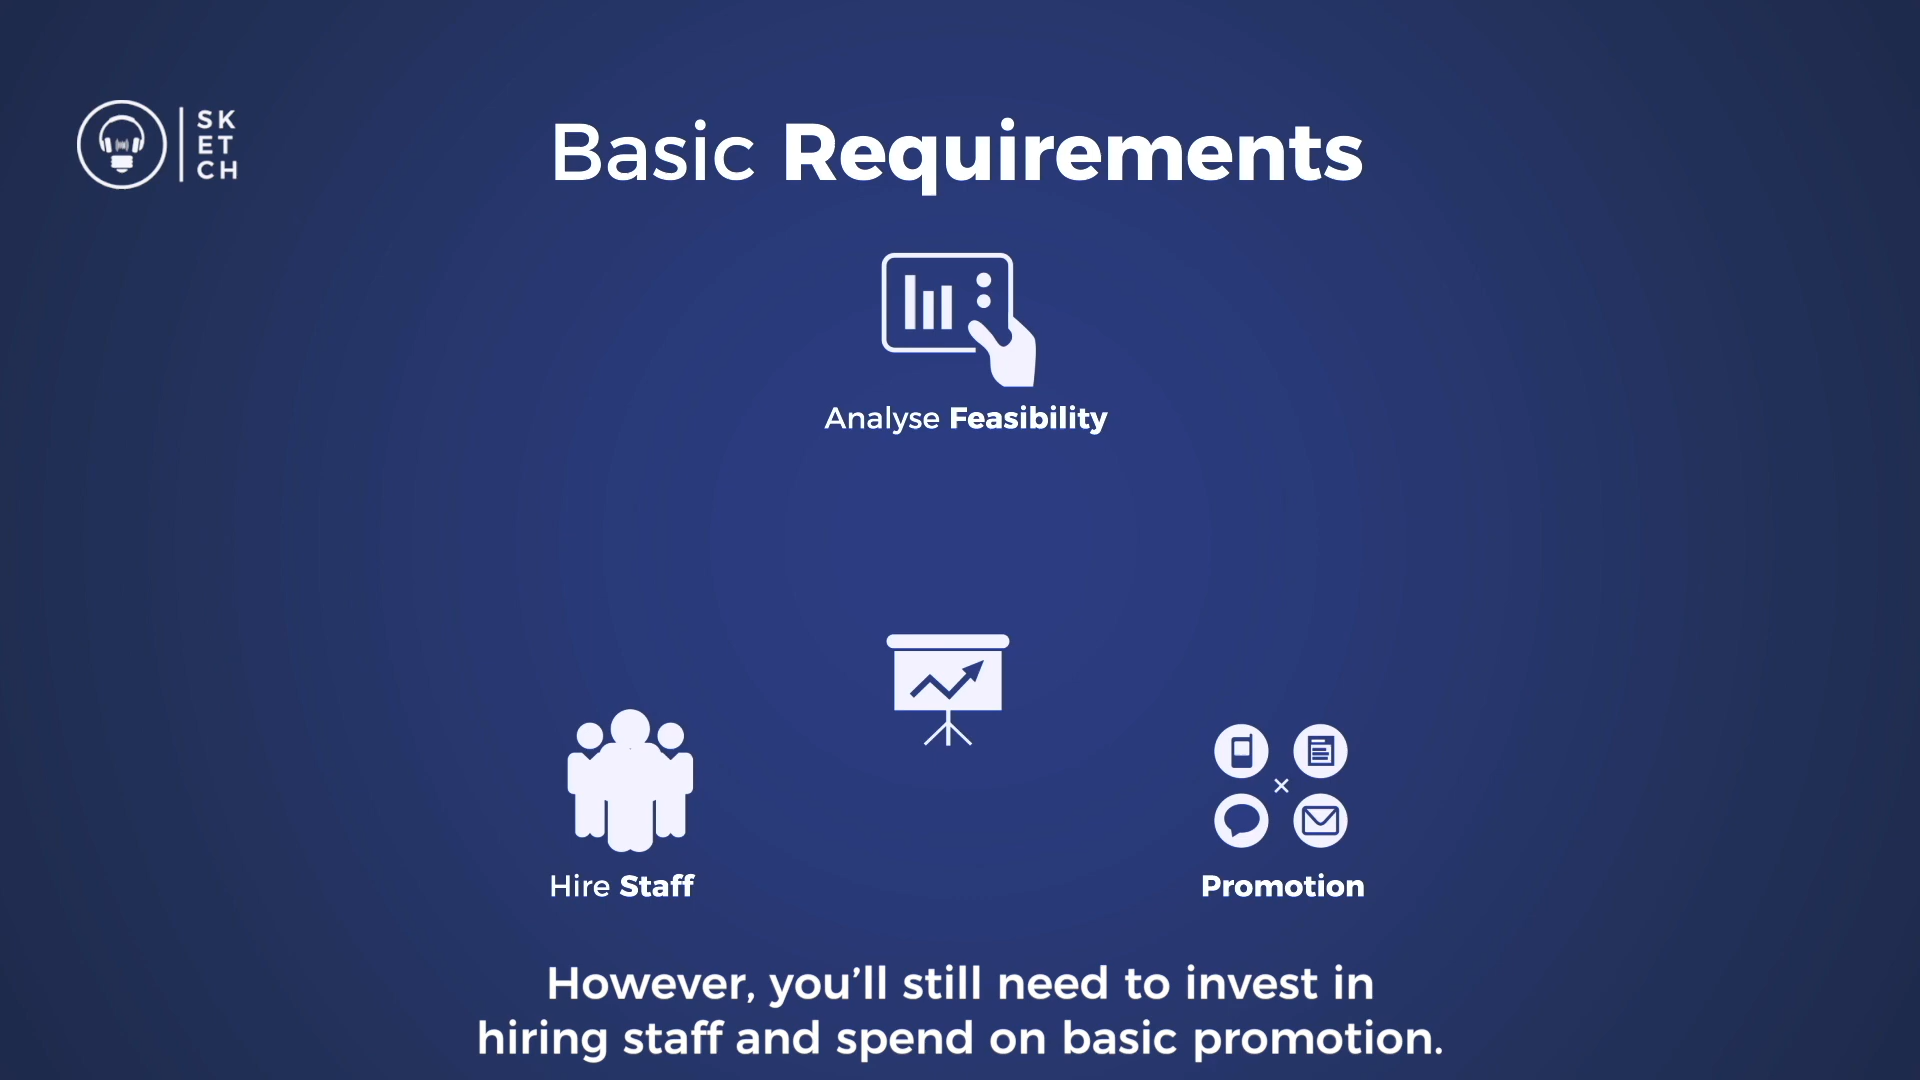 SK
ET
CH
Basic Requirements
Analyse Feasibility
Hire Staff
Promotion
However, you’ll still need to invest in
hiring staff and spend on basic promotion.